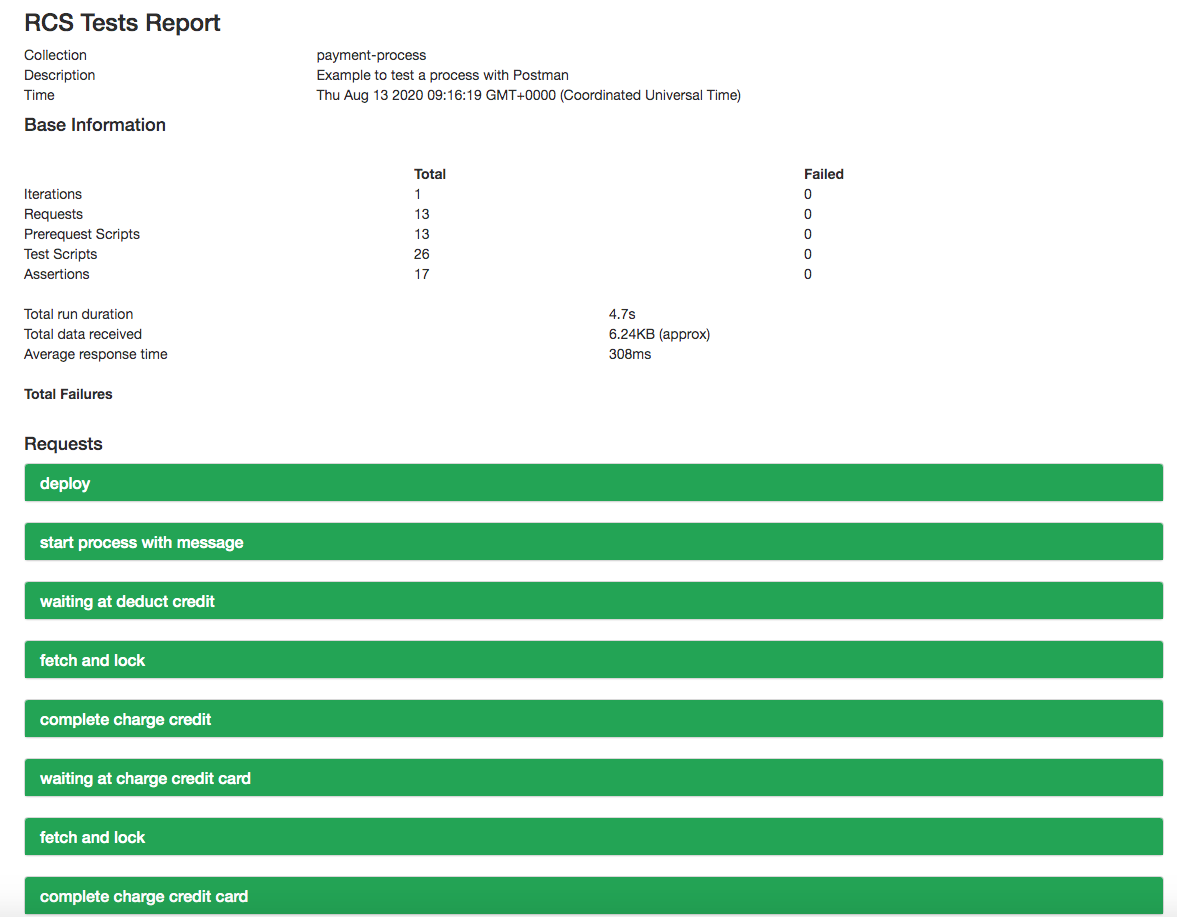 RCS Tests Report
Collection payment-process
Description Example to test a process with Postman
Time Thu Aug 13 2020 09:16:19 GMT+0000 (Coordinated Universal Time)
Base Information
Total Failed
Iterations 1 0
Requests 13 0
Prerequest Scripts 13 0
Test Scripts 26 0
Assertions 17 0
Total run duration 4.7s
Total data received 6.24KB (approx)
Average response time 308ms
Total Failures
Requests
deploy
start process with message
waiting at deduct credit
fetch and lock
complete charge credit
waiting at charge credit card
fetch and lock
complete charge credit card